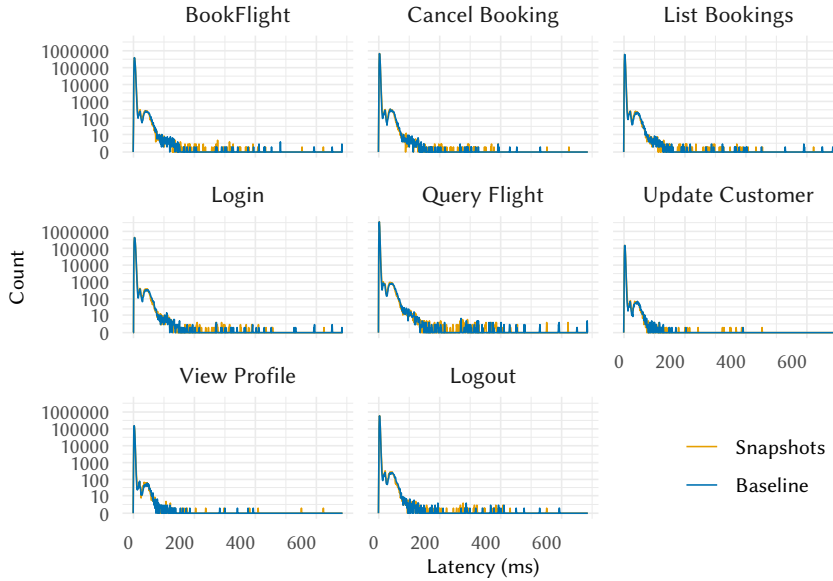 BookFlight Cancel Booking List Bookings
1000000
100000
10000
1000
100
10
0
Login Query Flight Update Customer
1000000
100000
10000
1000
100
10
0
0 200 400 600
View Profile Logout
1000000
100000
10000
1000
100
10
0
0 200 400 600 0 200 400 600
Count
Latency (ms)
Snapshots
Baseline